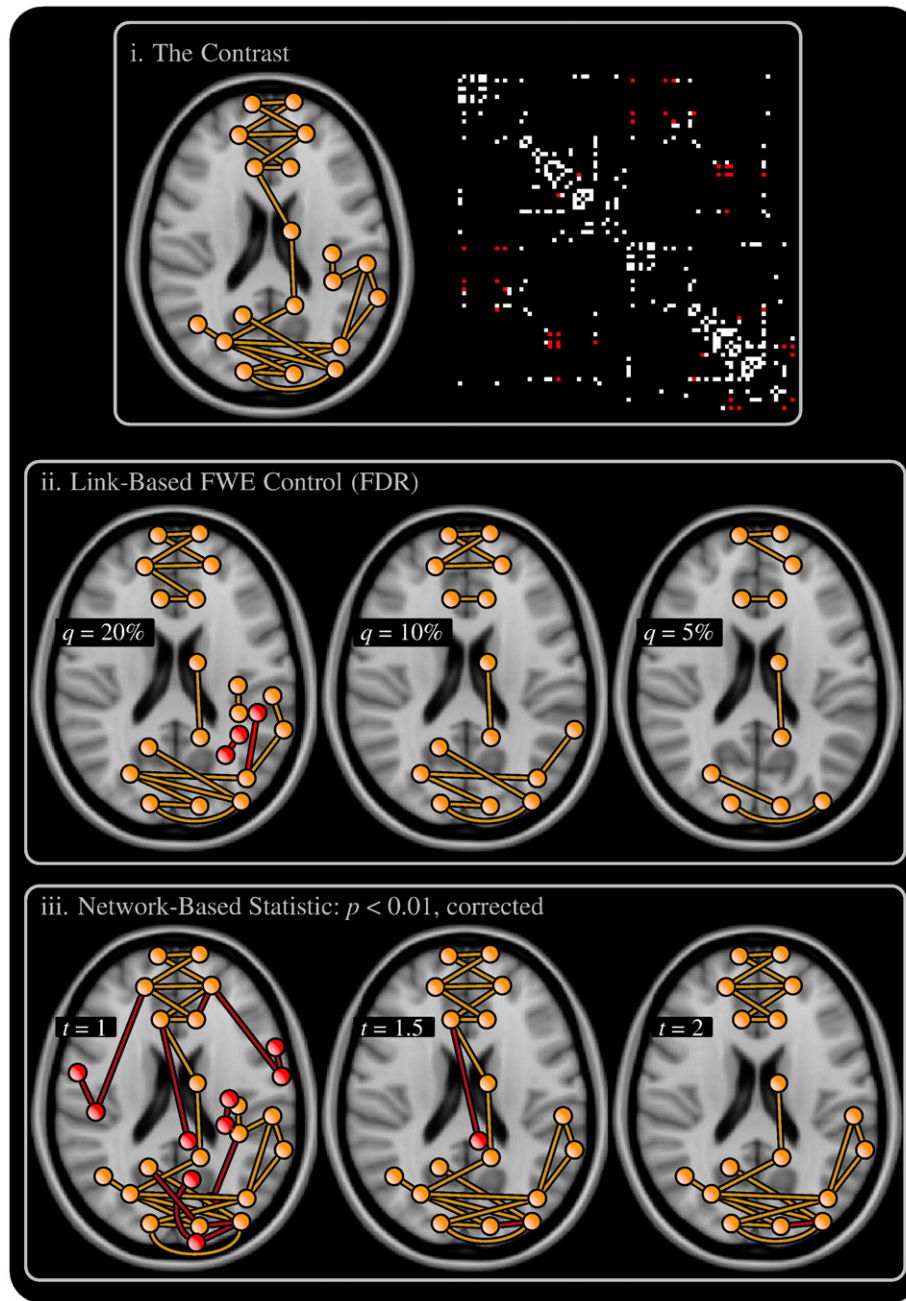 i. The Contrast
ii. Link-Based FWE Control (FDR)
q = 20%
q = 10%
q = 5%
iii. Network-Based Statistic: p < 0.01, corrected
t = 1
t = 1.5
t = 2